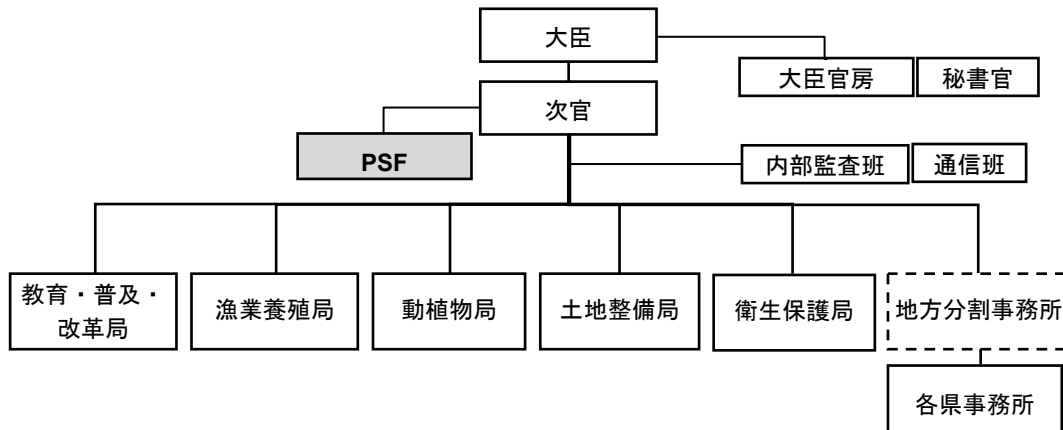 大臣
大臣官房
秘書官
次官
PSF
内部監査班
通信班
教育・普及・
改革局
漁業養殖局
動植物局
土地整備局
衛生保護局
地方分割事務所
各県事務所